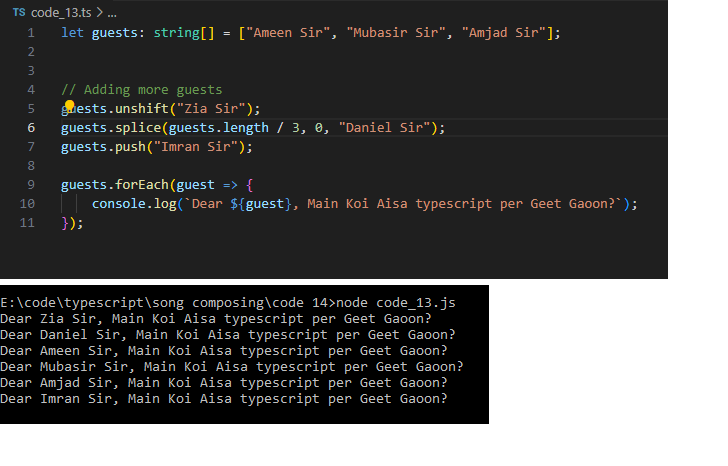 TS code_13.ts > ...
1 let guests: string[] = ["Ameen Sir", "Mubasir Sir", "Amjad Sir"];
2
3
4 // Adding more guests
5 guests.unshift("Zia Sir");
6 guests.splice(guests.length / 3, 0, "Daniel Sir");
7 guests.push("Imran Sir");
8
9 guests.forEach(guest => {
10 console.log(`Dear ${guest}, Main Koi Aisa typescript per Geet Gaoon?`);
11 });
E:\code\typescript\song composing\code 14>node code_13.js
Dear Zia Sir, Main Koi Aisa typescript per Geet Gaoon?
Dear Daniel Sir, Main Koi Aisa typescript per Geet Gaoon?
Dear Ameen Sir, Main Koi Aisa typescript per Geet Gaoon?
Dear Mubasir Sir, Main Koi Aisa typescript per Geet Gaoon?
Dear Amjad Sir, Main Koi Aisa typescript per Geet Gaoon?
Dear Imran Sir, Main Koi Aisa typescript per Geet Gaoon?